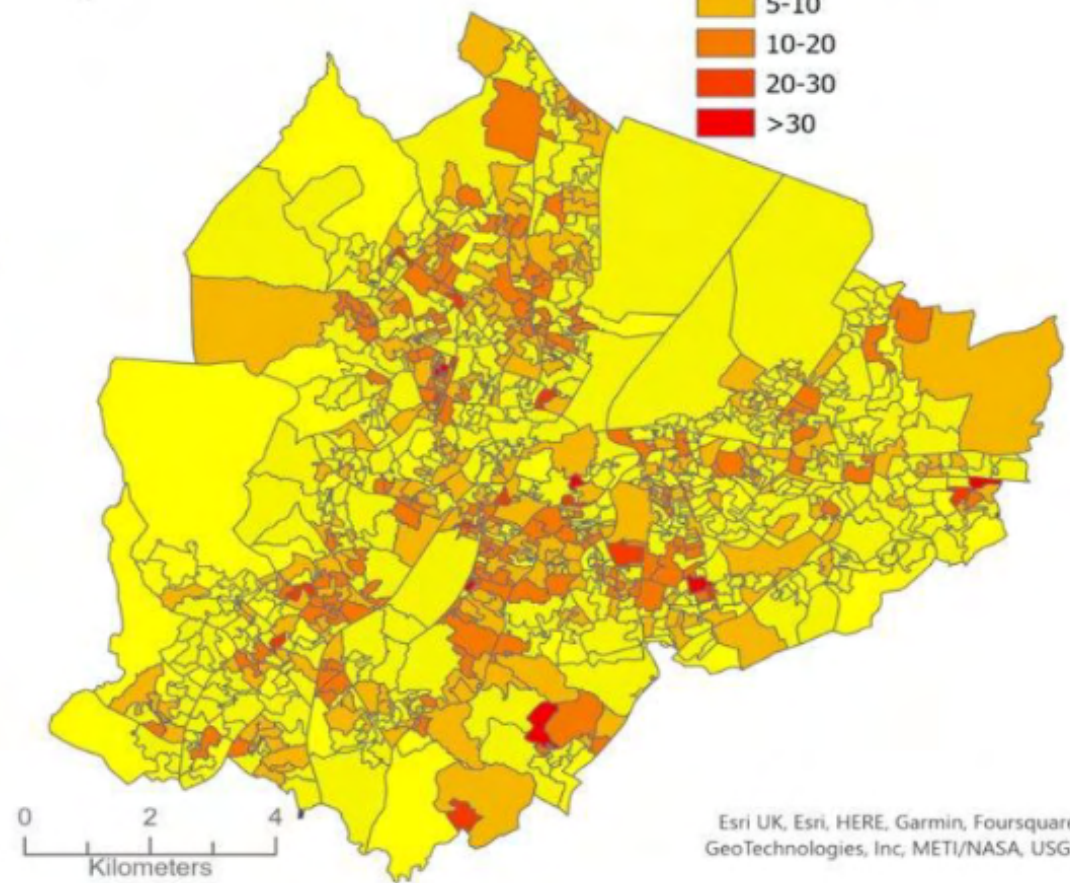 5-10
10-20
20-30
>30
0 2 4
Kilometers
Esri UK, Esri, HERE, Garmin, Foursquare
GeoTechnologies, Inc, METI/NASA, USG